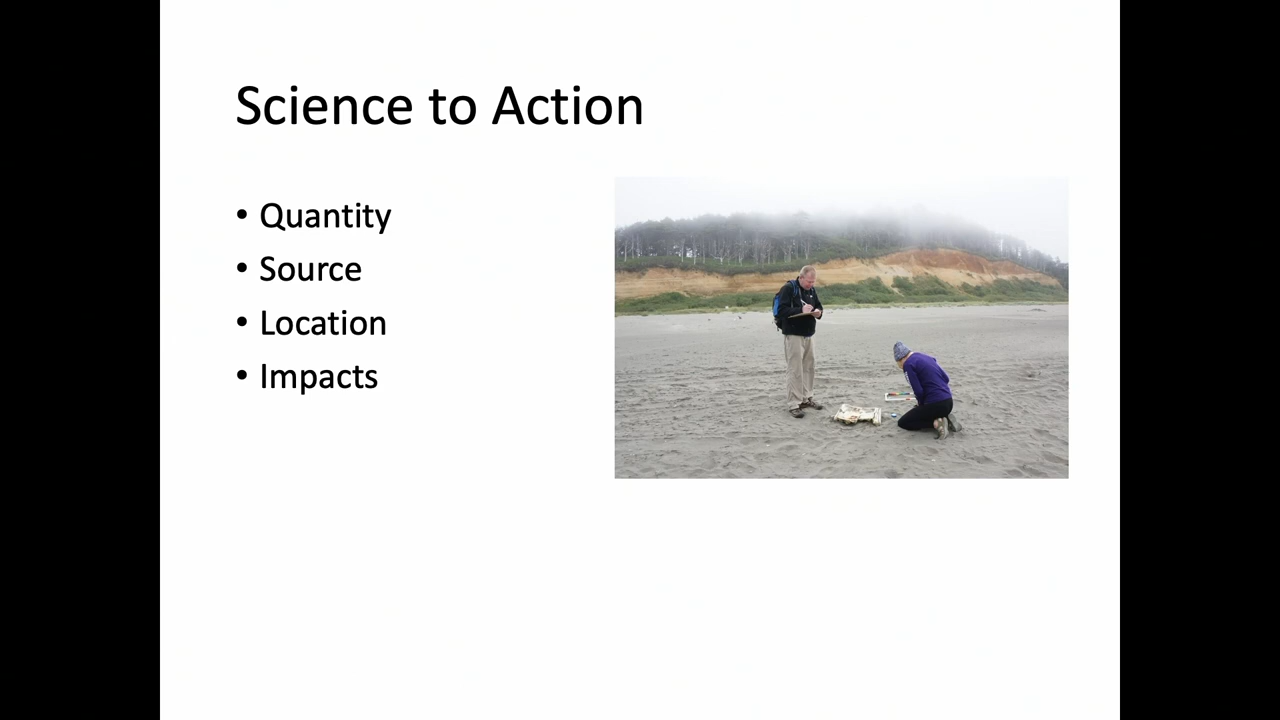 Science to Action
• Quantity
• Source
• Location
• Impacts